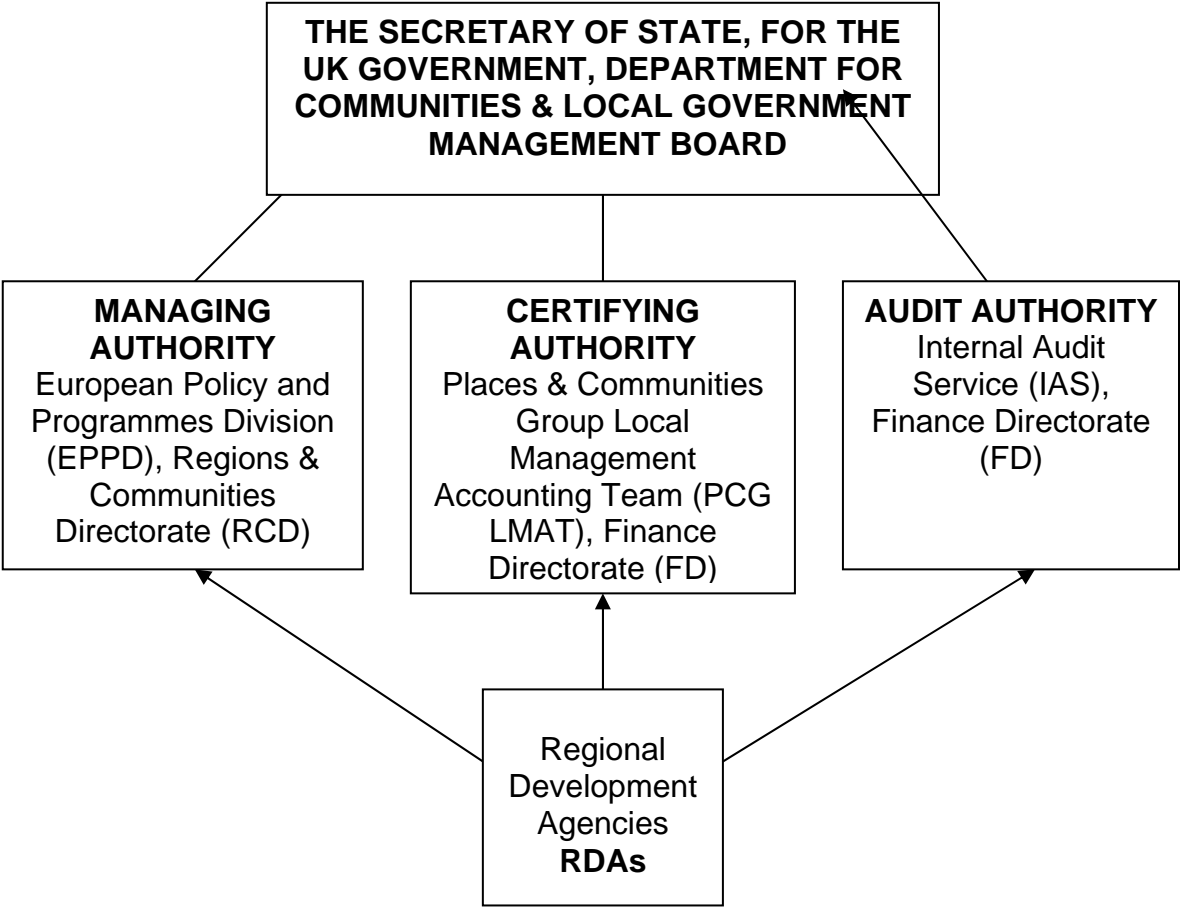 THE SECRETARY OF STATE, FOR THE
UK GOVERNMENT, DEPARTMENT FOR
COMMUNITIES & LOCAL GOVERNMENT
MANAGEMENT BOARD
MANAGING
AUTHORITY
European Policy and
Programmes Division
(EPPD), Regions &
Communities
Directorate (RCD)
CERTIFYING
AUTHORITY
Places & Communities
Group Local
Management
Accounting Team (PCG
LMAT), Finance
Directorate (FD)
AUDIT AUTHORITY
Internal Audit
Service (IAS),
Finance Directorate
(FD)
Regional
Development
Agencies
RDAs